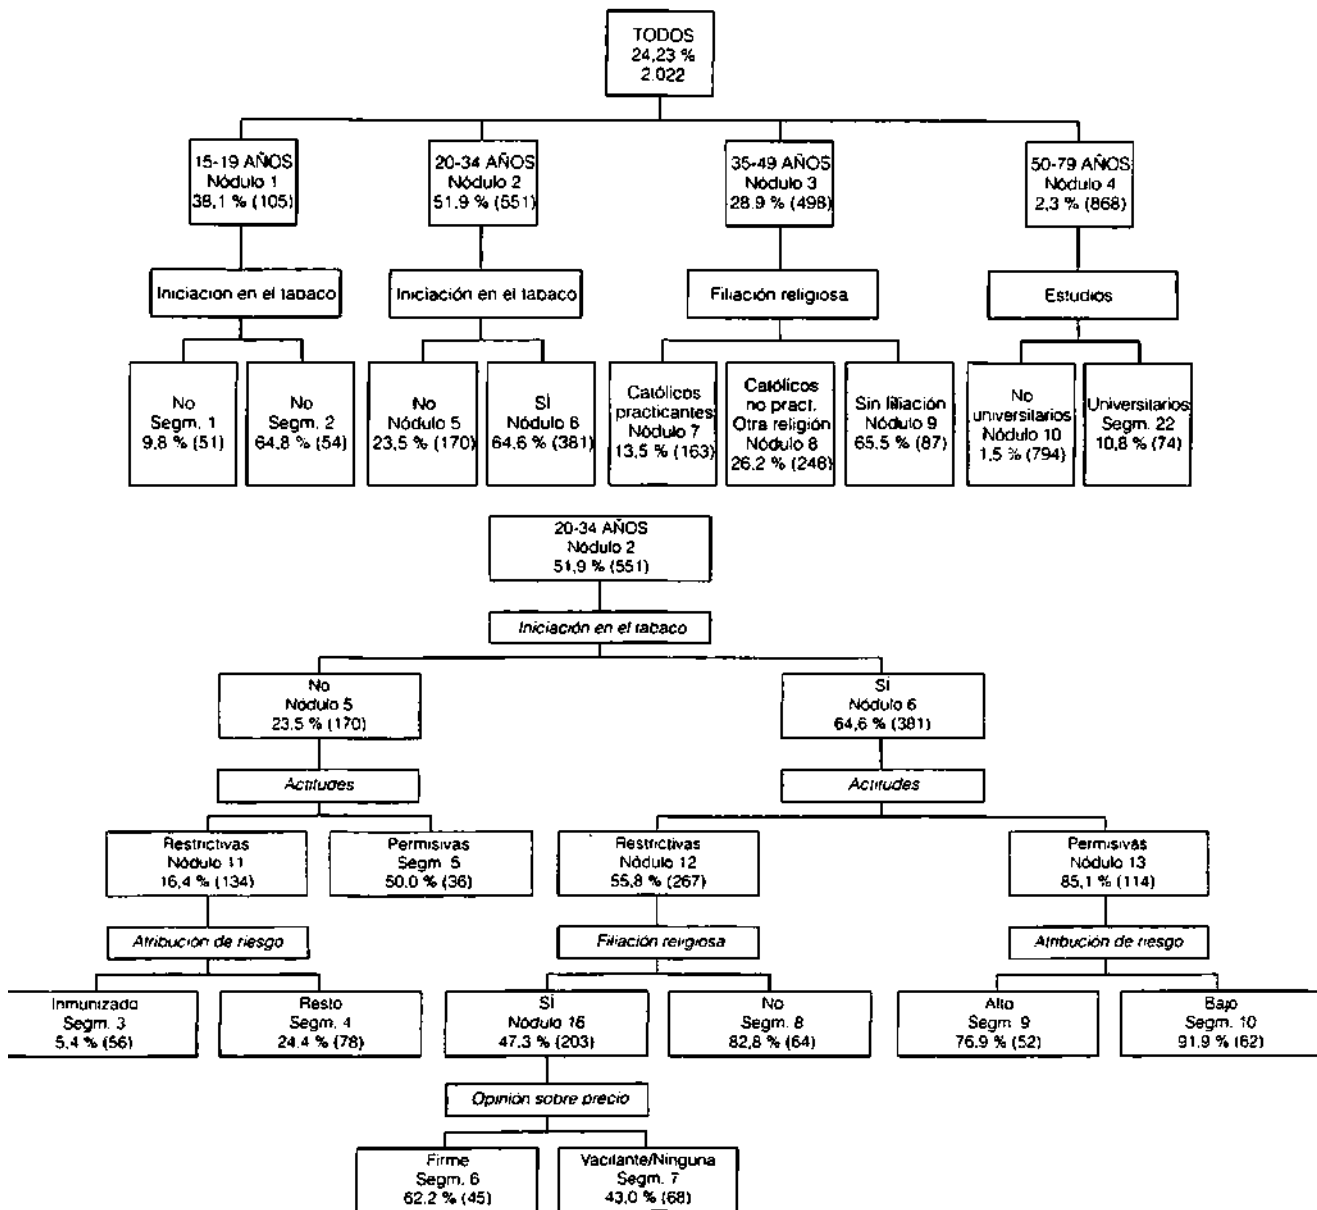 TODOS
24,23 %
2.022
15-19 AÑOS
Nódulo 1
38,1 % (105)
20-34 AÑOS
Nódulo 2
51.9 % (551)
35-49 AÑOS
Nódulo 3
28.9 % (498)
50-79 AÑOS
Nódulo 4
2,3 % (868)
Iniciación en el tabaco
Iniciación en el tabaco
Filiación religiosa
Estudios
No
Segm. 1
9,8 % (51)
No
Segm. 2
64,8 % (54)
No
Nódulo 5
23,5 % (170)
SÍ
Nódulo 6
64,6 % (381)
Católicos
practicantes
Nódulo 7
13,5 % (163)
Católicos
no pract.
Otra religión
Nódulo 8
26.2 % (248)
Sin filiación
Nódulo 9
65.5 % (87)
No
universitarios
Nódulo 10
1,5 % (794)
Universitarios
Segm. 22
10,8 % (74)
20-34 AÑOS
Nódulo 2
51,9 % (551)
Iniciación en el tabaco
No
Nódulo 5
23.5 % (170)
SÍ
Nódulo 6
64,6 % (381)
Actitudes
Actitudes
Restrictivas
Nódulo 11
16,4 % (134)
Permisivas
Segm. 5
50.0 % (36)
Restrictivas
Nódulo 12
55,8 % (267)
Permisivas
Nódulo 13
85,1 % (114)
Atribución de riesgo
Filiación religiosa
Atribución de riesgo
Inmunizado
Segm. 3
5,4 % (56)
Resto
Segm. 4
24.4 % (78)
SÍ
Nódulo 16
47.3 % (203)
No
Segm. 8
82,8 % (64)
Alto
Segm. 9
76.9 % (52)
Bajo
Segm. 10
91.9 % (62)
Opinión sobre precio
Firme
Segm. 6
62.2 % (45)
Vacilante/Ninguna
Segm. 7
43,0 % (68)